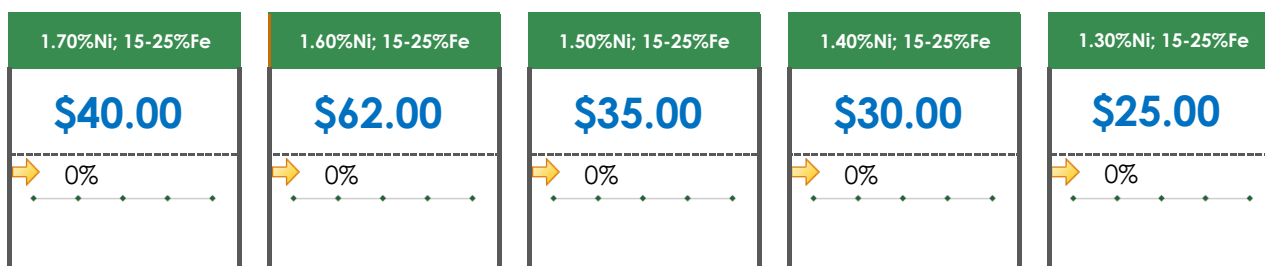 1.70%Ni; 15-25%Fe
$40.00
0%
1.60%Ni; 15-25%Fe
$62.00
0%
1.50%Ni; 15-25%Fe
$35.00
0%
1.40%Ni; 15-25%Fe
$30.00
0%
1.30%Ni; 15-25%Fe
$25.00
0%